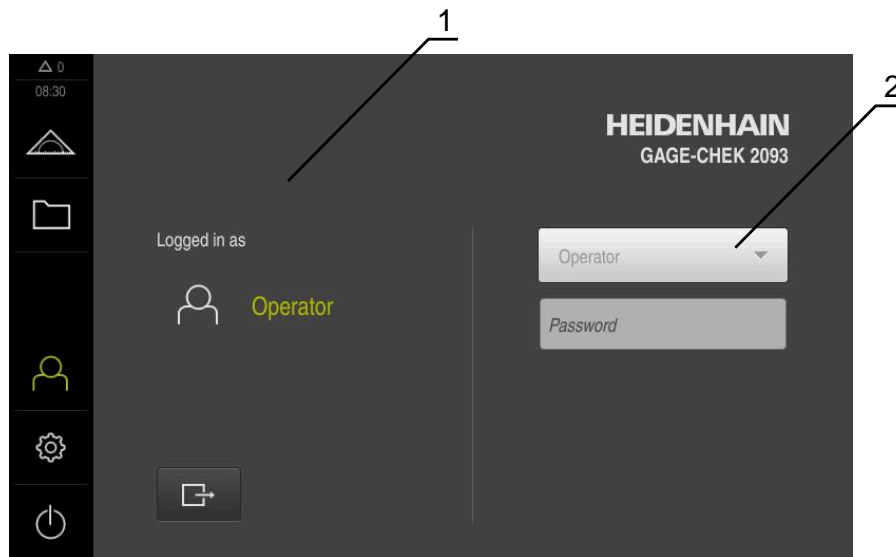 1
△ 0
08:30
2
HEIDENHAIN
GAGE-CHEK 2093
Logged in as
Operator
Operator
Password